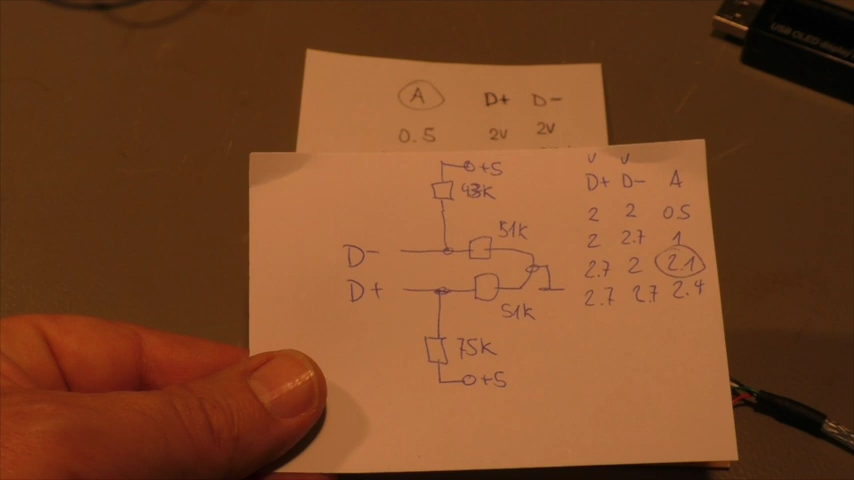 A D+ D-
0.5 2V 2V
+5
43K
51K
D-
D+
51K
75K
+5
V V
D+ D- A
2 2 0.5
2 2.7 1
2.7 2 2.1
2.7 2.7 2.4